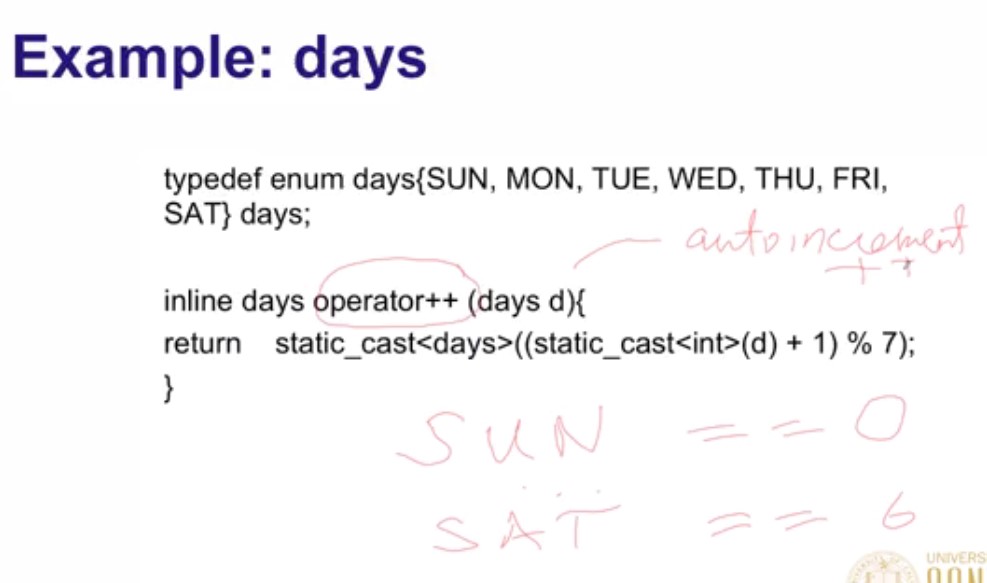 Example: days
typedef enum days{SUN, MON, TUE, WED, THU, FRI,
SAT} days;
autoincrement
++
inline days operator++ (days d){
return static_cast<days>((static_cast<int>(d) + 1) % 7);
}
SUN == 0
SAT == 6
UNIVERS